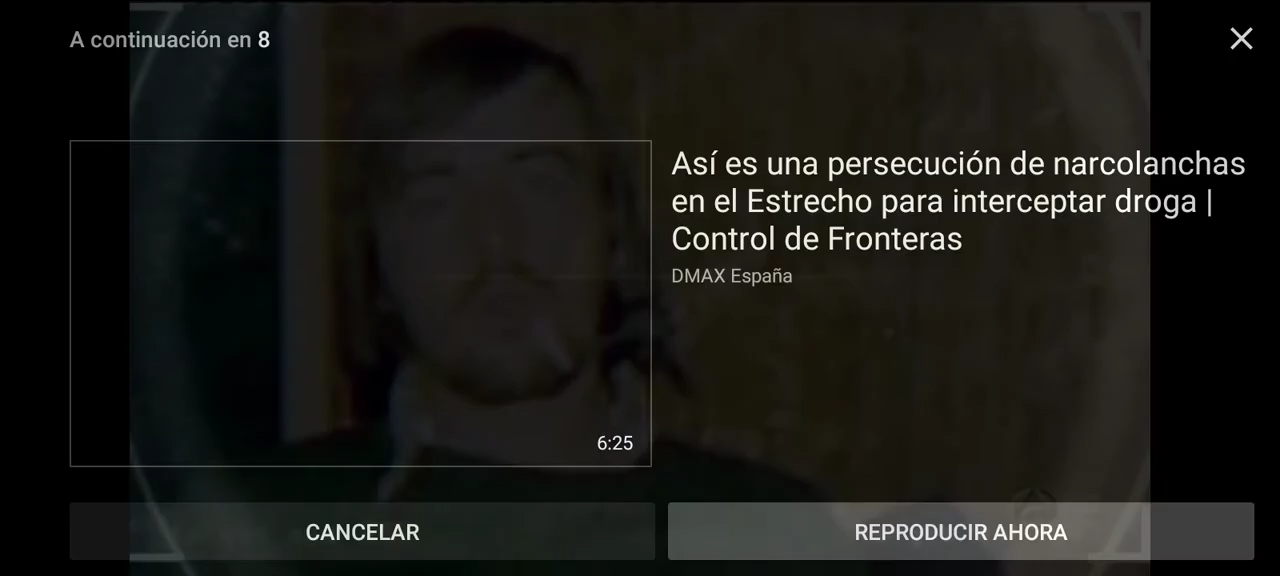 A continuación en 8
Así es una persecución de narcolanchas
en el Estrecho para interceptar droga |
Control de Fronteras
DMAX España
6:25
CANCELAR
REPRODUCIR AHORA